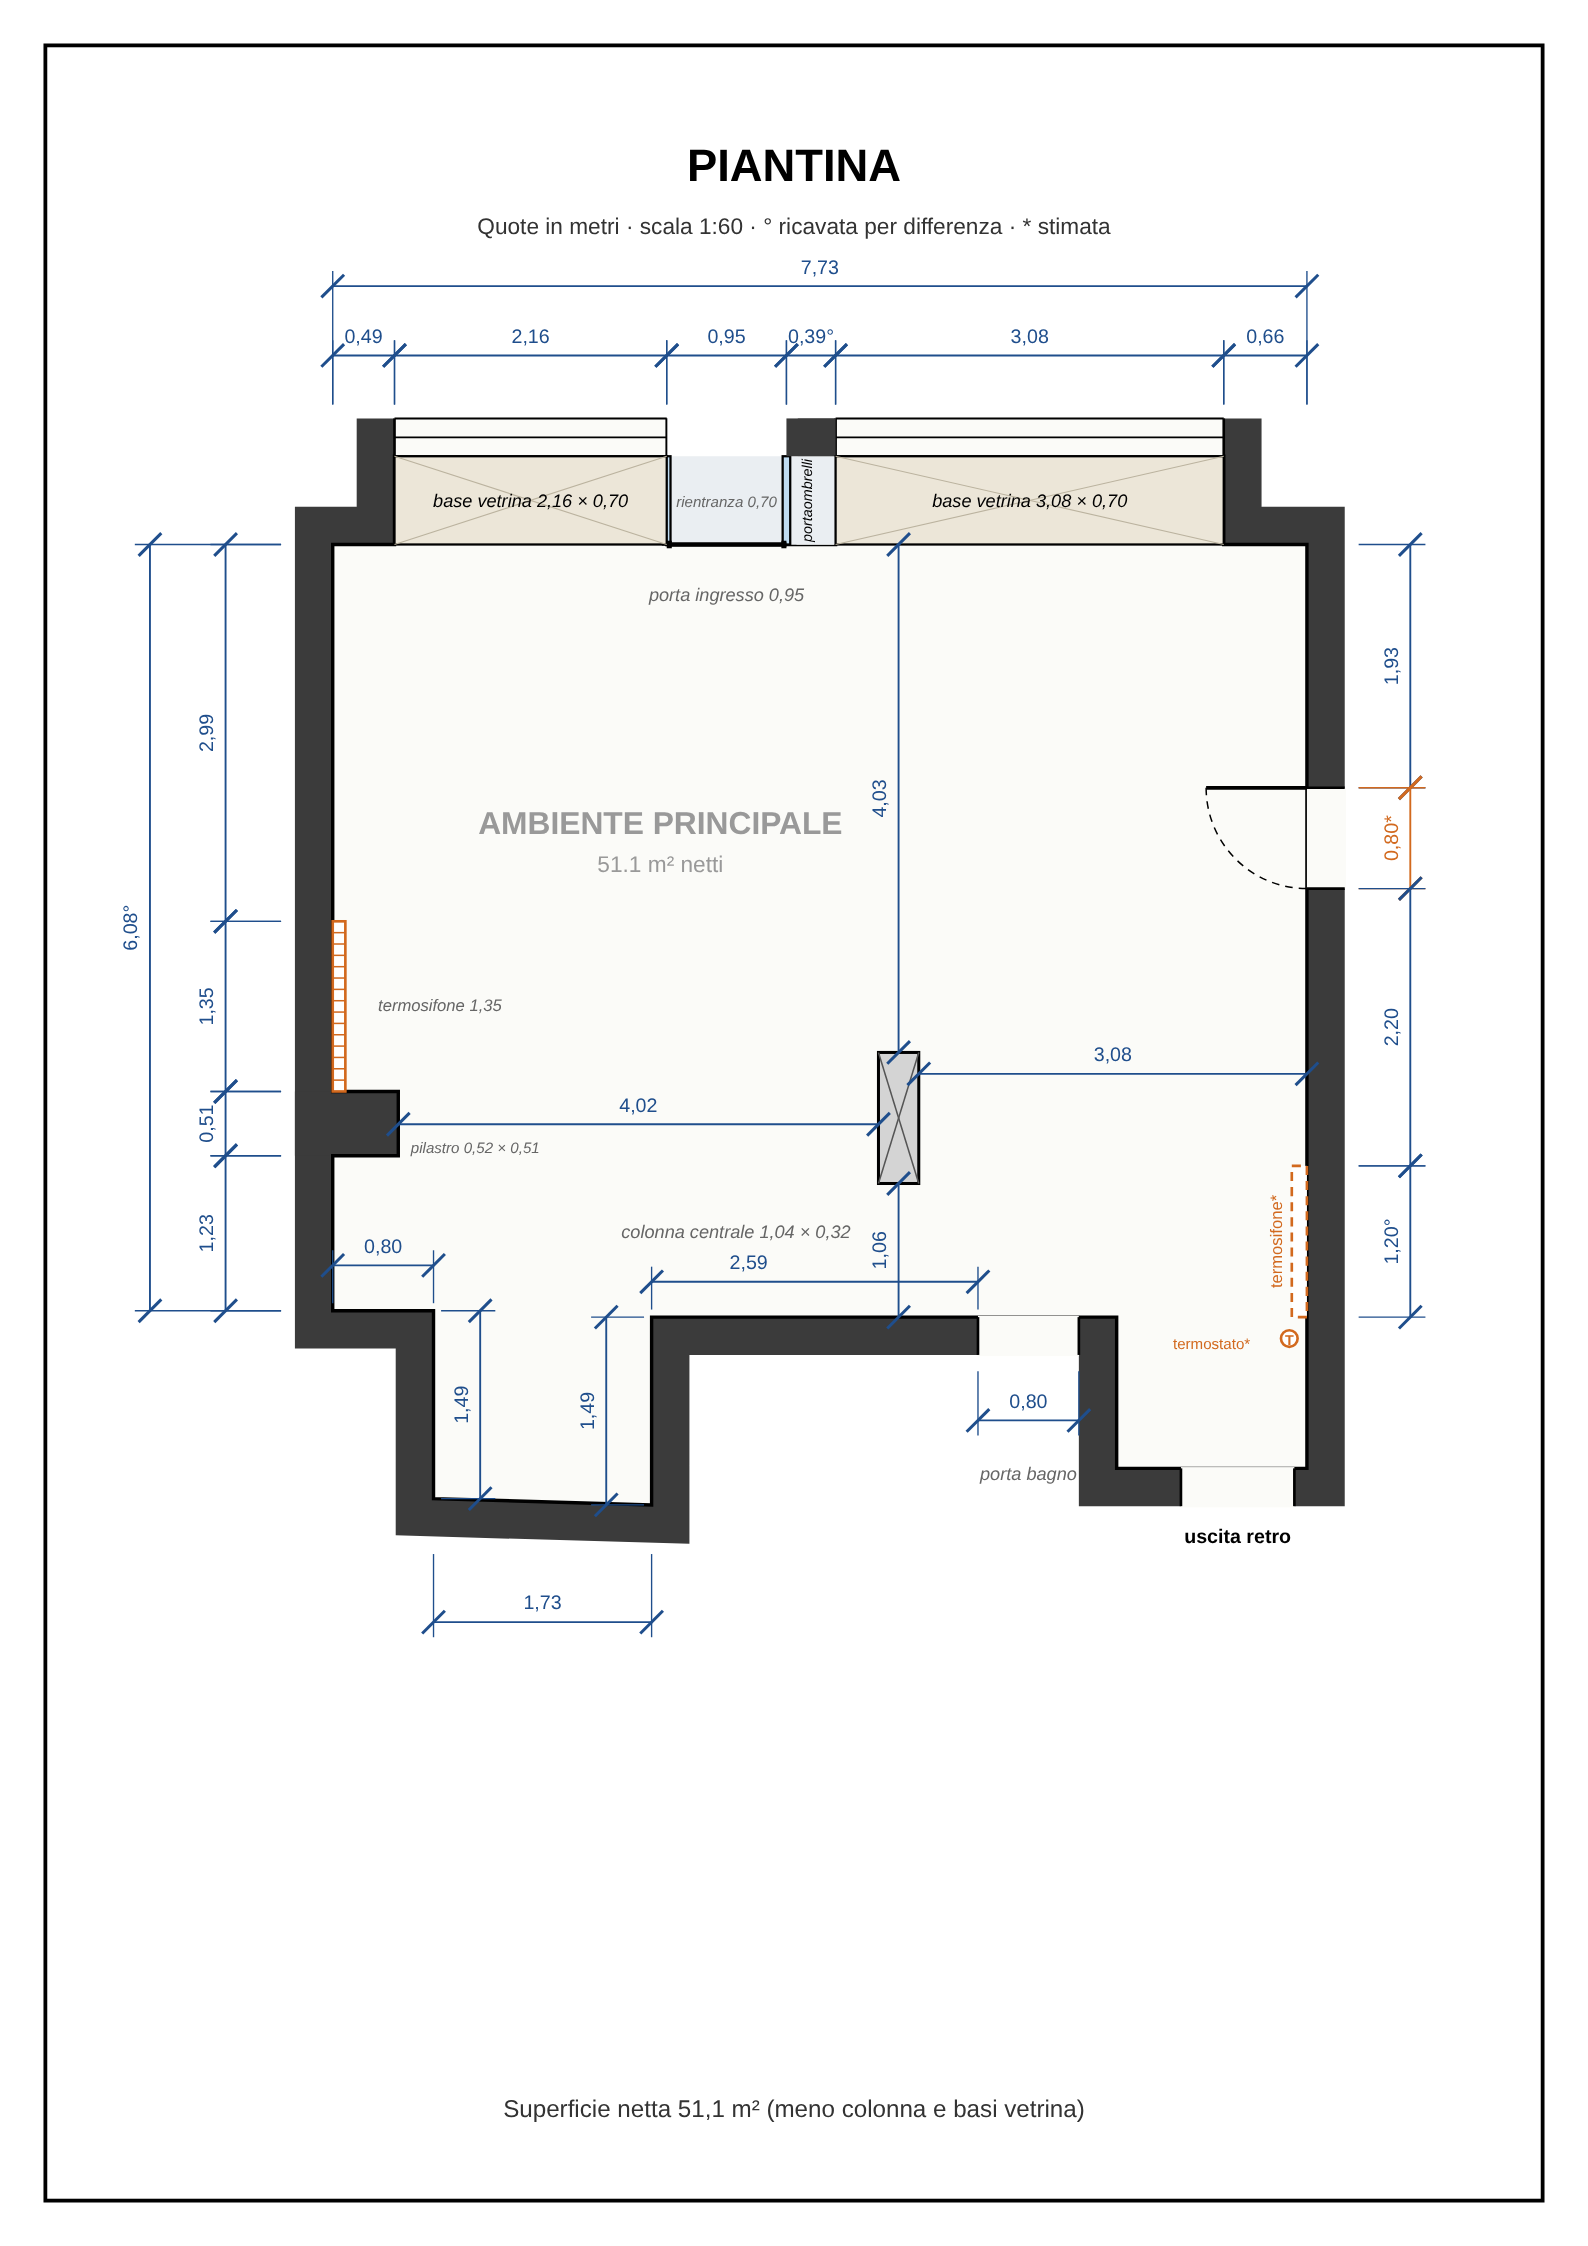 PIANTINA
Quote in metri · scala 1:60 · ° ricavata per differenza · * stimata
7,73
0,49
2,16
0,95
0,39°
3,08
0,66
base vetrina 2,16 × 0,70
rientranza 0,70
portaombrelli
base vetrina 3,08 × 0,70
porta ingresso 0,95
1,93
2,99
4,03
AMBIENTE PRINCIPALE
51.1 m² netti
0,80*
6,08°
1,35
termosifone 1,35
2,20
3,08
4,02
0,51
pilastro 0,52 × 0,51
1,23
0,80
colonna centrale 1,04 × 0,32
2,59
1,06
termosifone*
1,20°
termostato*
T
1,49
1,49
0,80
porta bagno
uscita retro
1,73
Superficie netta 51,1 m² (meno colonna e basi vetrina)